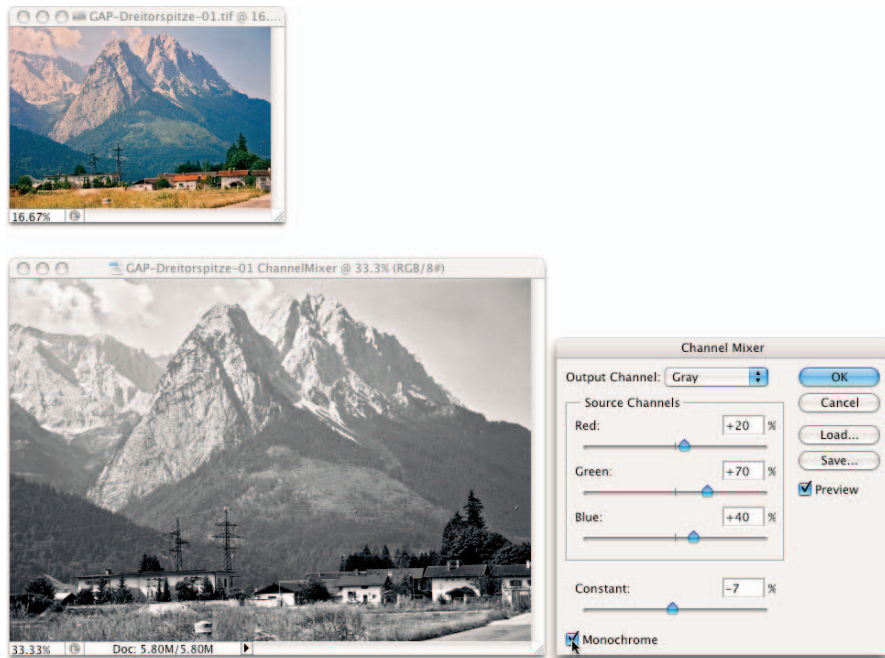 GAP-Dreitorspitze-01.tif @ 16....
16.67%
GAP-Dreitorspitze-01 ChannelMixer @ 33.3% (RGB/8#)
33.33% Doc: 5.80M/5.80M
Channel Mixer
Output Channel: Gray
OK
Source Channels
Cancel
Red: +20 %
Load...
Save...
Green: +70 %
Preview
Blue: +40 %
Constant: -7 %
Monochrome